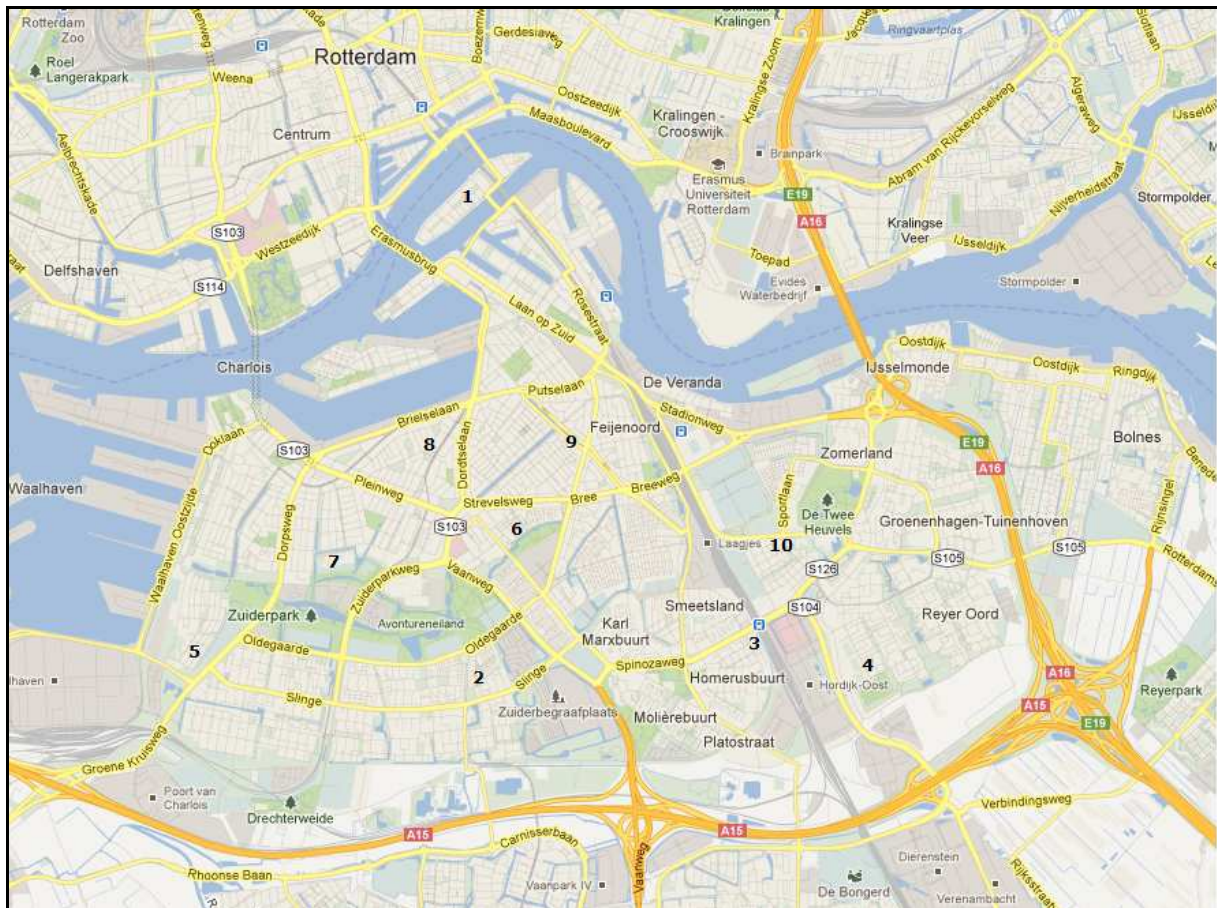 Rotterdam
Zoo
Roel
Langerakpark
Weena
Rotterdam
Boezemweg
Gerdesiaweg
Kralingen
Kralingse Zoom
Ringvaartplas
Slotlaan
Algeraweg
IJsseldijk
Aelbrechtskade
Centrum
Oostzeedijk
Maasboulevard
Kralingen -
Crooswijk
Brainpark
Abram van Rijckevorselweg
Erasmus
Universiteit
Rotterdam
E19
A16
Nijverheidstraat
Stormpolder
1
S103
Westzeedijk
Erasmusbrug
Kralingse
Veer
IJsseldijk
Toepad
Delfshaven
S114
Evides
Waterbedrijf
Stormpolder
Laan op Zuid
Rosestraat
Charlois
Oostdijk
IJsselmonde
Oostdijk
Ringdijk
De Veranda
Putselaan
Brielselaan
Stadionweg
Feijenoord
Doklaan
8
9
S103
Dordtselaan
E19
A16
Bolnes
Zomerland
Pleinweg
Waalhaven
Strevelsweg
Bree
Breeweg
Sportlaan
De Twee
Heuvels
Groenenhagen-Tuinenhoven
Rijnsingel
S103
6
Dorpsweg
Waalhaven Oostzijde
7
Laagjes
10
S105
S105
Rotterdams
S126
Zuiderparkweg
Vaanweg
Smeetsland
S104
Zuiderpark
Avontureneiland
Karl
Marxbuurt
Reyer Oord
Oldegaarde
Oldegaarde
3
5
2
Slinge
Spinozaweg
4
Homerusbuurt
Hordijk-Oost
A16
Reyerpark
Slinge
Zuiderbegraafplaats
Molièrebuurt
A15
E19
Platostraat
Groene Kruisweg
Poort van
Charlois
Drechterweide
Verbindingsweg
A15
A15
Carnisserbaan
Rhoonse Baan
Vaanpark IV
Vaanweg
Dierenstein
De Bongerd
Rijksstraat
Verenambacht